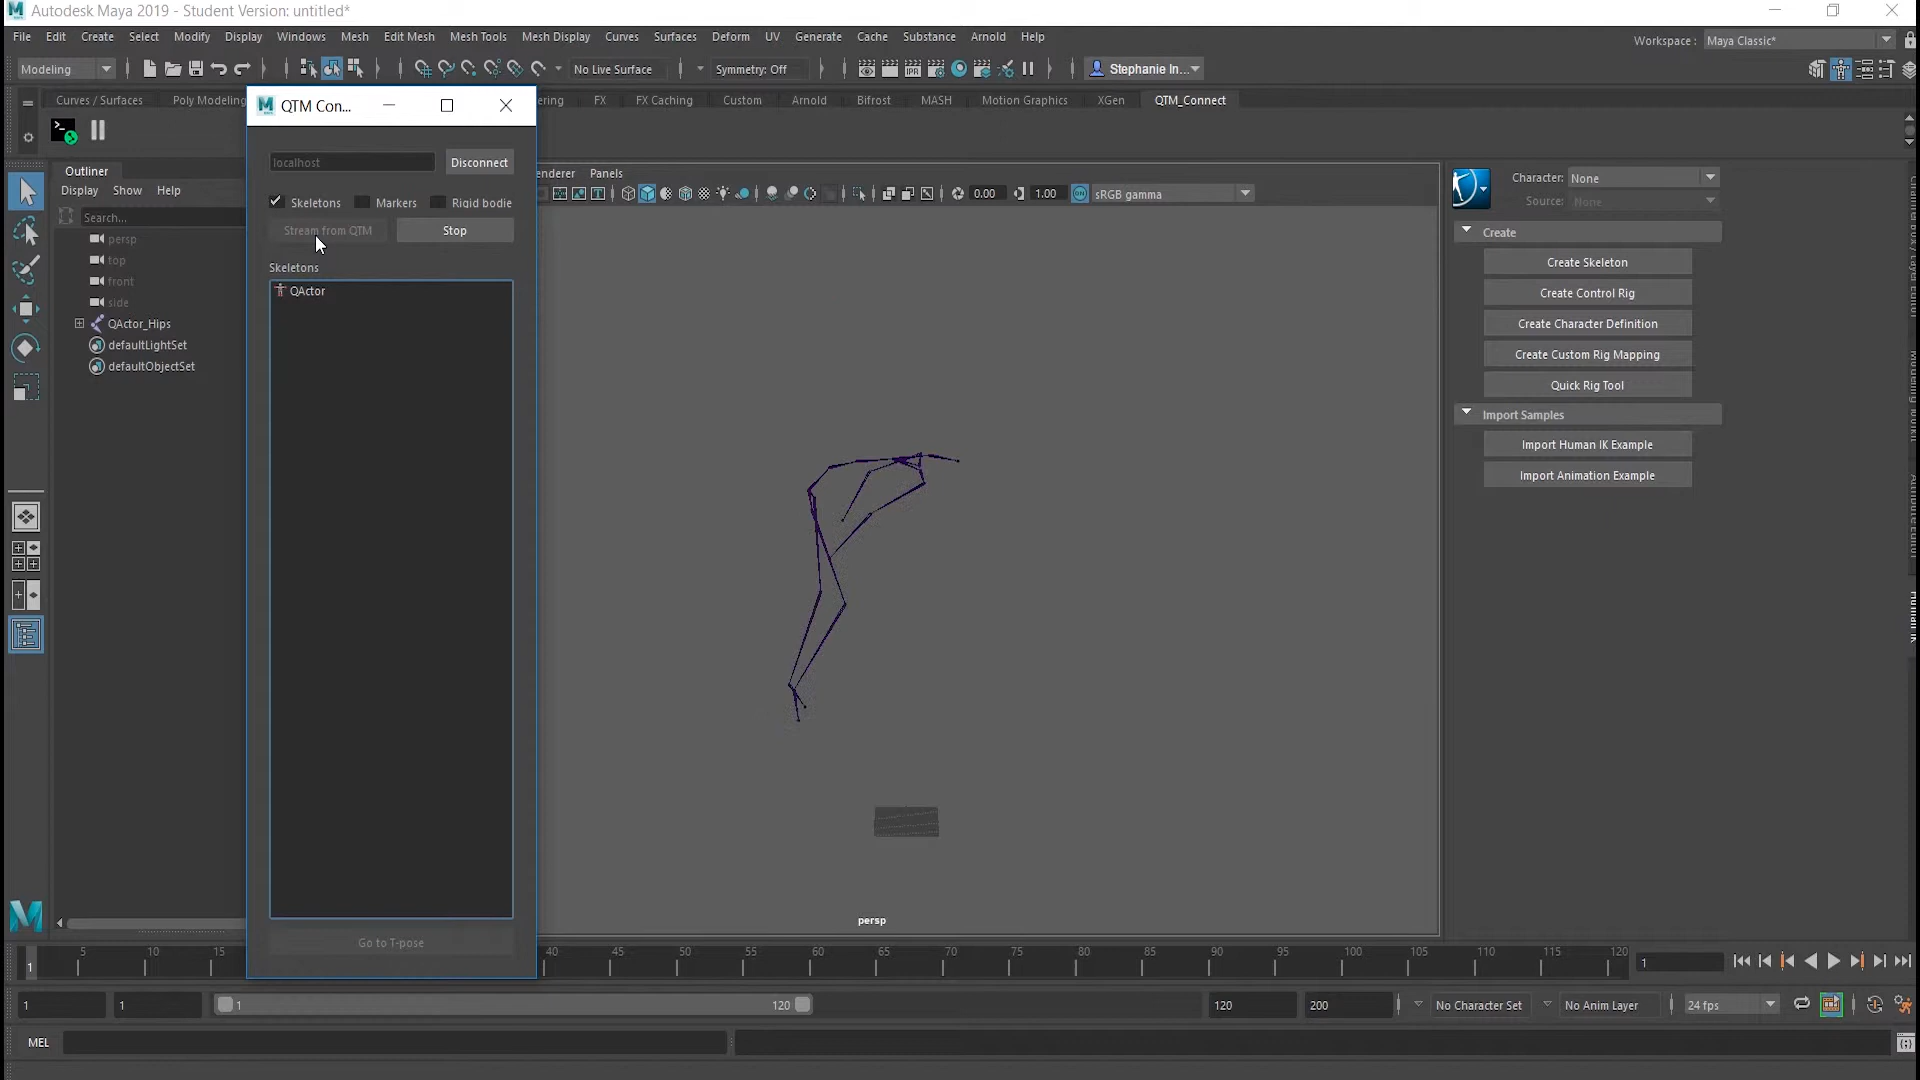 Autodesk Maya 2019 - Student Version: untitled*
File Edit Create Select Modify Display Windows Mesh Edit Mesh Mesh Tools Mesh Display Curves Surfaces Deform UV Generate Cache Substance Arnold Help
Workspace : Maya Classic*
Modeling No Live Surface Symmetry: Off IPR Stephanie In...
Curves / Surfaces Poly Modeling ering FX FX Caching Custom Arnold Bifrost MASH Motion Graphics XGen QTM_Connect
QTM Con...
localhost Disconnect
Skeletons Markers Rigid bodie
Stream from QTM Stop
Skeletons
QActor
Go to T-pose
Outliner
Display Show Help
Search...
persp
top
front
side
QActor_Hips
defaultLightSet
defaultObjectSet
enderer Panels
0.00 1.00 ON sRGB gamma
persp
Character: None
Source: None
Create
Create Skeleton
Create Control Rig
Create Character Definition
Create Custom Rig Mapping
Quick Rig Tool
Import Samples
Import Human IK Example
Import Animation Example
1 5 10 15 40 45 50 55 60 65 70 75 80 85 90 95 100 105 110 115 120 1
1 1 1 120 120 200 No Character Set No Anim Layer 24 fps
MEL